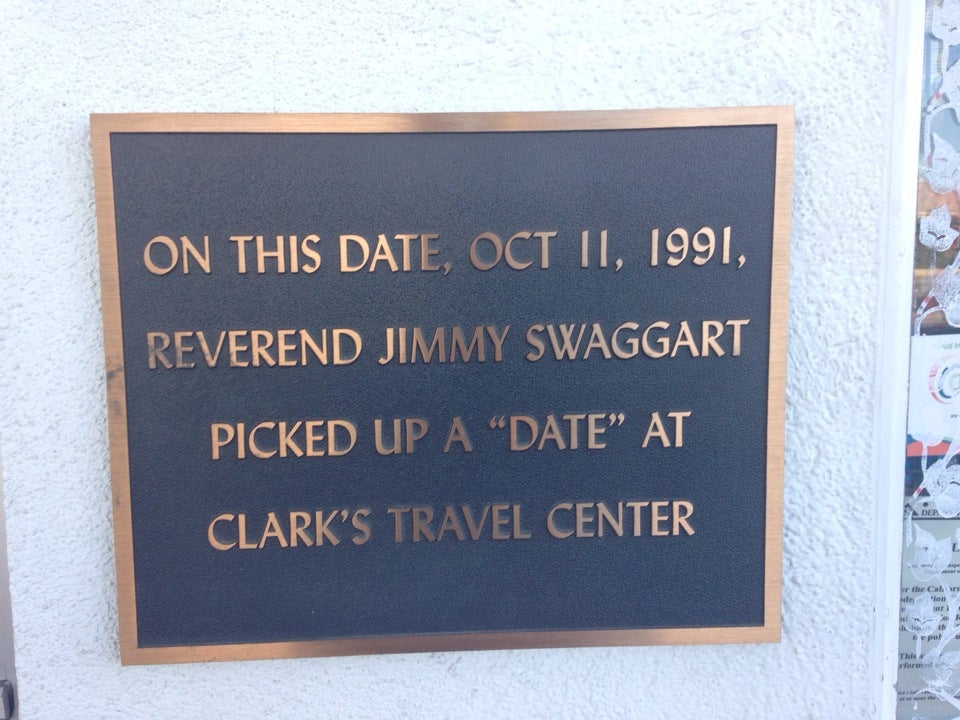 ON THIS DATE, OCT 11, 1991,
REVEREND JIMMY SWAGGART
PICKED UP A “DATE” AT
CLARK’S TRAVEL CENTER